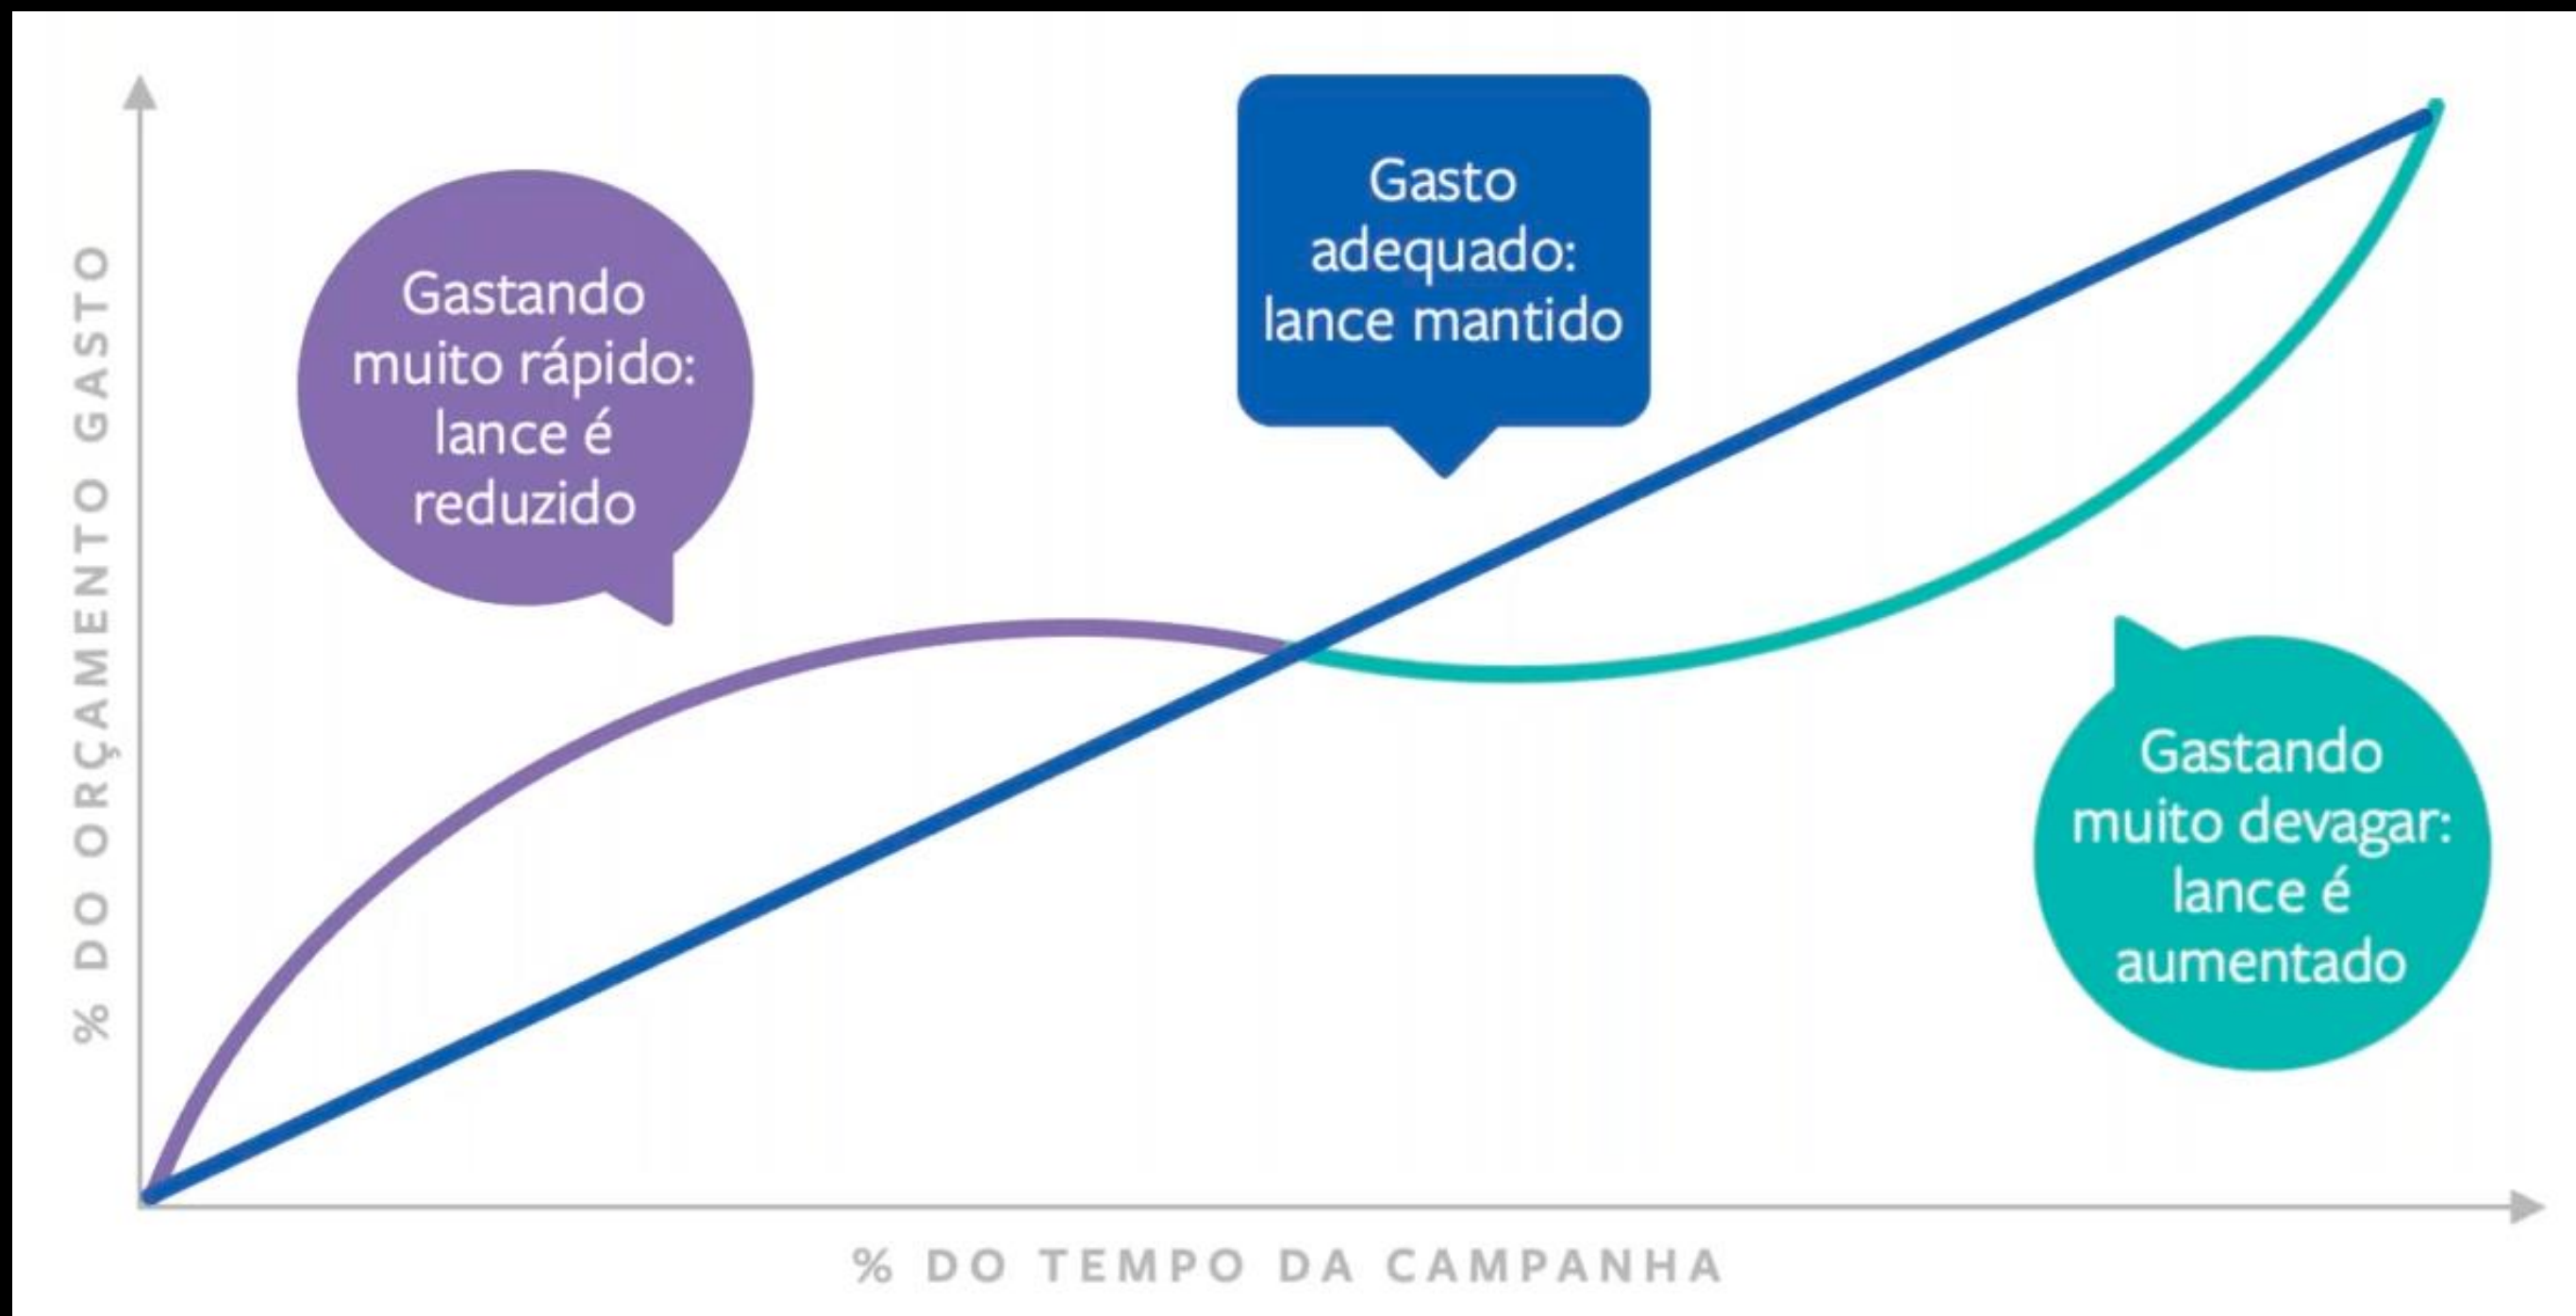 % DO ORÇAMENTO GASTO
Gastando
muito rápido:
lance é
reduzido
Gasto
adequado:
lance mantido
Gastando
muito devagar:
lance é
aumentado
% DO TEMPO DA CAMPANHA